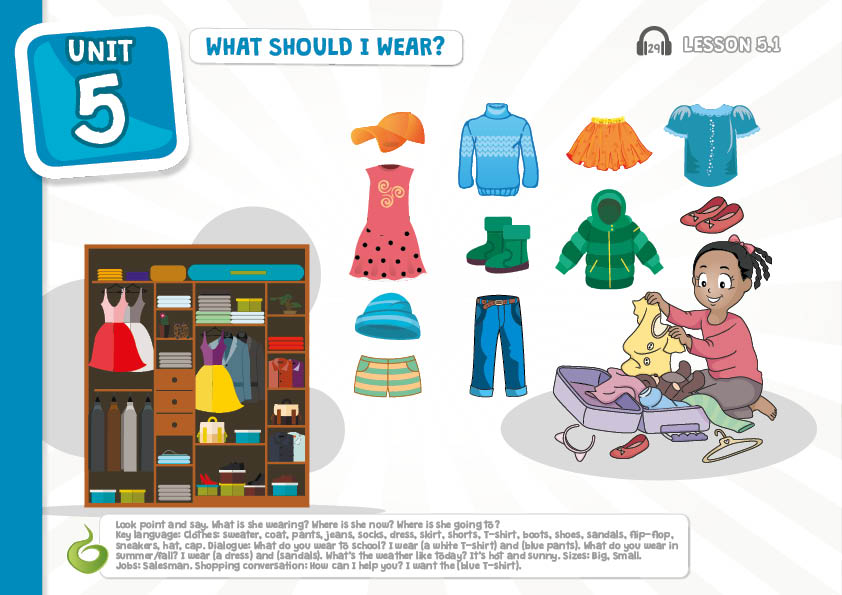 UNIT
5
WHAT SHOULD I WEAR?
29
LESSON 5.1
Look point and say. What is she wearing? Where is she now? Where is she going to?
Key language: Clothes: sweater, coat, pants, jeans, socks, dress, skirt, shorts, T-shirt, boots, shoes, sandals, flip-flop,
sneakers, hat, cap. Dialogue: What do you wear to school? I wear (a white T-shirt) and (blue pants). What do you wear in
summer/fall? I wear (a dress) and (sandals). What's the weather like today? It's hot and sunny. Sizes: Big, Small.
Jobs: Salesman. Shopping conversation: How can I help you? I want the (blue T-shirt).